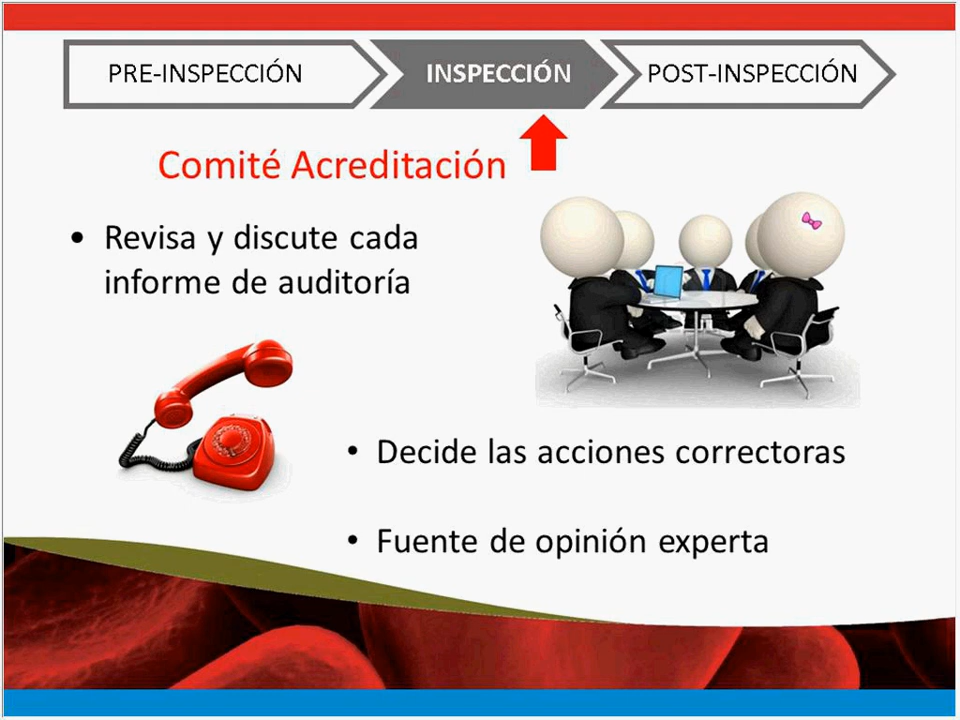 PRE-INSPECCIÓN
INSPECCIÓN
POST-INSPECCIÓN
Comité Acreditación
• Revisa y discute cada
informe de auditoría
• Decide las acciones correctoras
• Fuente de opinión experta